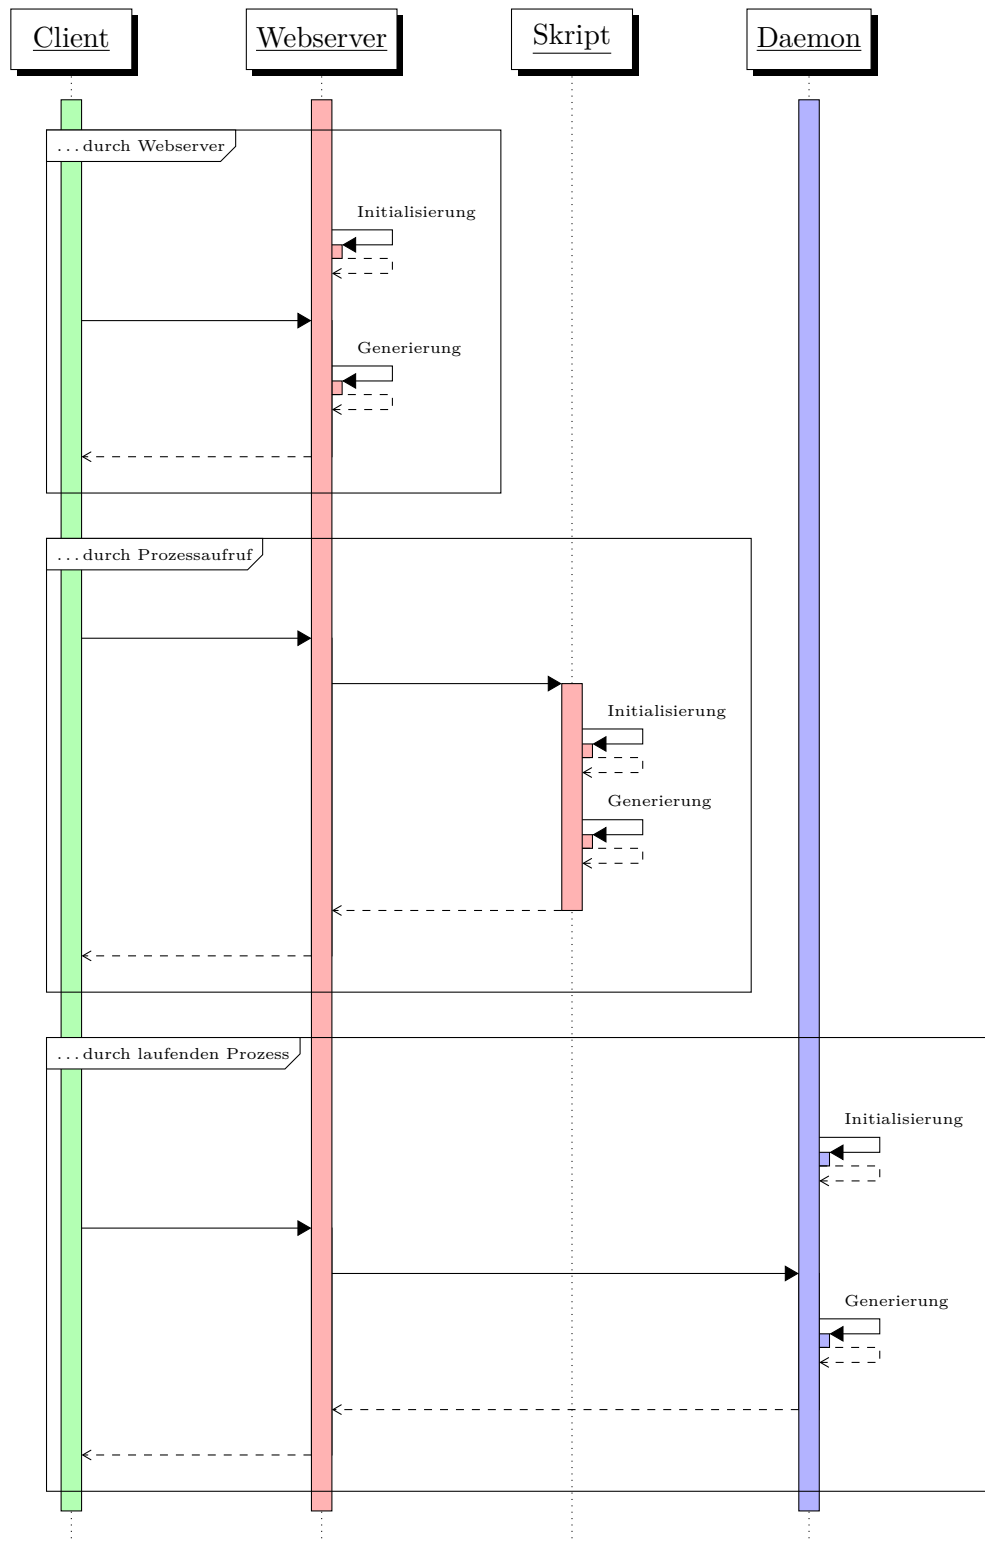 Client
Webserver
Skript
Daemon
...durch Webserver
Initialisierung
Generierung
...durch Prozessaufruf
Initialisierung
Generierung
...durch laufenden Prozess
Initialisierung
Generierung